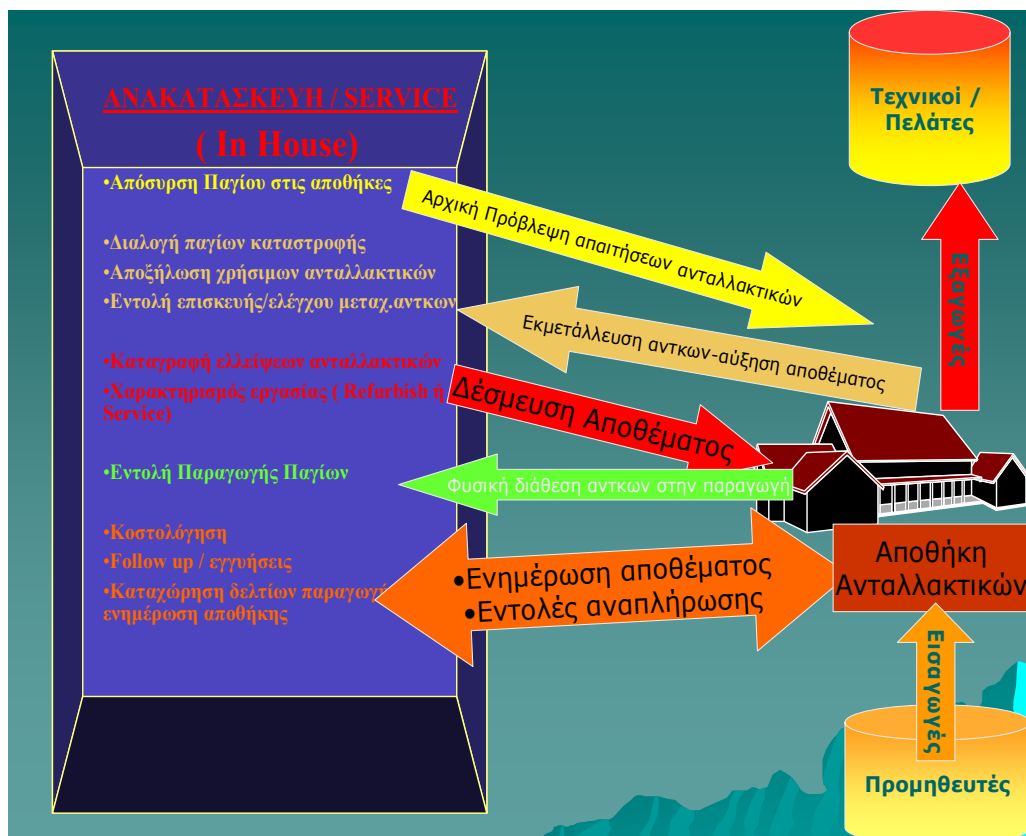 ΑΝΑΚΑΤΑΣΚΕΥΗ / SERVICE
( In House)
•Απόσυρση Παγίου στις αποθήκες
•Διαλογή παγίων καταστροφής
•Αποξήλωση χρήσιμων ανταλλακτικών
•Εντολή επισκευής/ελέγχου μεταχ.αντκων
•Καταγραφή ελλείψεων ανταλλακτικών
•Χαρακτηρισμός εργασίας ( Refurbish ή
Service)
•Εντολή Παραγωγής Παγίων
•Κοστολόγηση
•Follow up / εγγυήσεις
•Καταχώρηση δελτίων παραγωγή
ενημέρωση αποθήκης
Αρχική Πρόβλεψη απαιτήσεων ανταλλακτικών
Εκμετάλλευση αντκων-αύξηση αποθέματος
Δέσμευση Αποθέματος
Φυσική διάθεση αντκων στην παραγωγή
•Ενημέρωση αποθέματος
•Εντολές αναπλήρωσης
Τεχνικοί /
Πελάτες
Εξαγωγές
Αποθήκη
Ανταλλακτικών
Εισαγωγές
Προμηθευτές